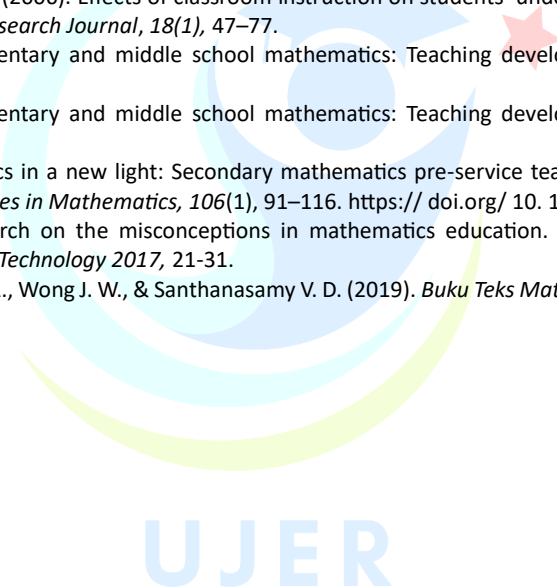 (2006). Effects of classroom instruction on students' und
search Journal, 18(1), 47–77.
entary and middle school mathematics: Teaching develo
entary and middle school mathematics: Teaching develo
cs in a new light: Secondary mathematics pre-service tea
es in Mathematics, 106(1), 91–116. https:// doi.org/ 10. 1
rch on the misconceptions in mathematics education.
Technology 2017, 21-31.
., Wong J. W., & Santhanasamy V. D. (2019). Buku Teks Mat
UJER